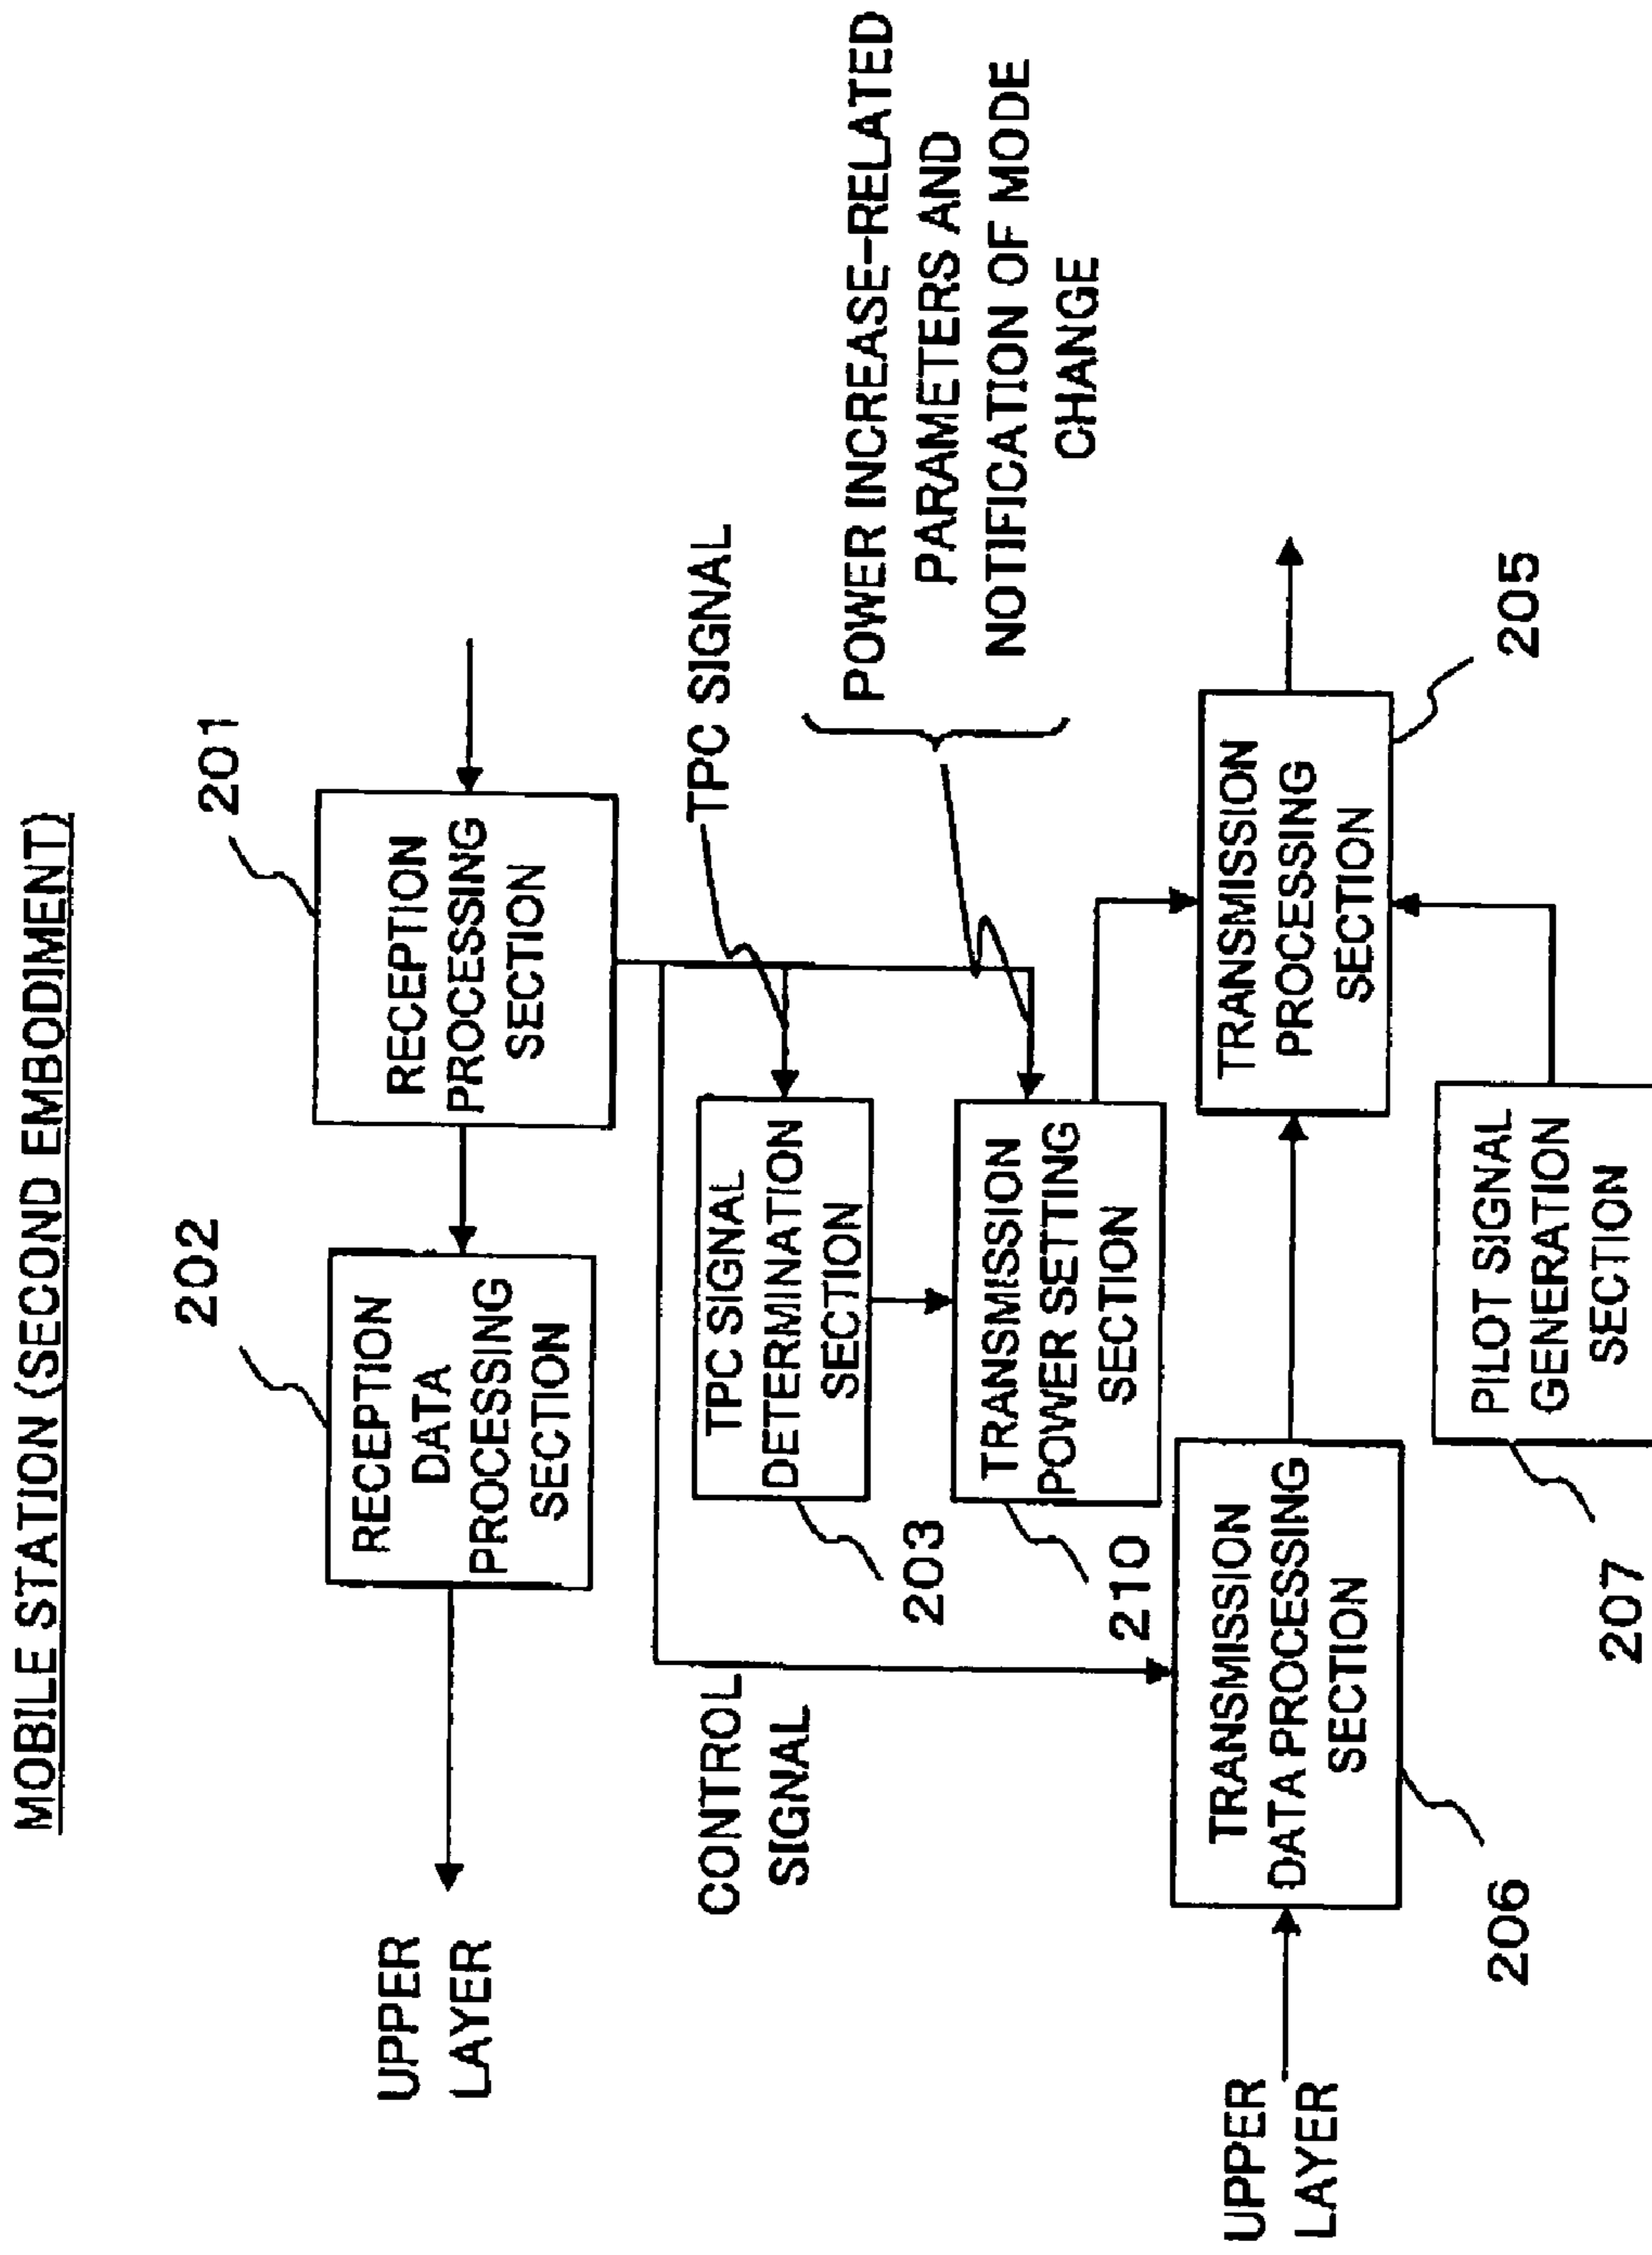 MOBILE STATION (SECOND EMBODIMENT)
201
202
RECEPTION
PROCESSING
SECTION
RECEPTION
DATA
PROCESSING
SECTION
UPPER
LAYER
TPC SIGNAL
CONTROL
SIGNAL
TPC SIGNAL
DETERMINATION
SECTION
203
POWER INCREASE-RELATED
PARAMETERS AND
NOTIFICATION OF MODE
CHANGE
TRANSMISSION
POWER SETTING
SECTION
210
TRANSMISSION
PROCESSING
SECTION
205
TRANSMISSION
DATA PROCESSING
SECTION
206
UPPER
LAYER
PILOT SIGNAL
GENERATION
SECTION
207